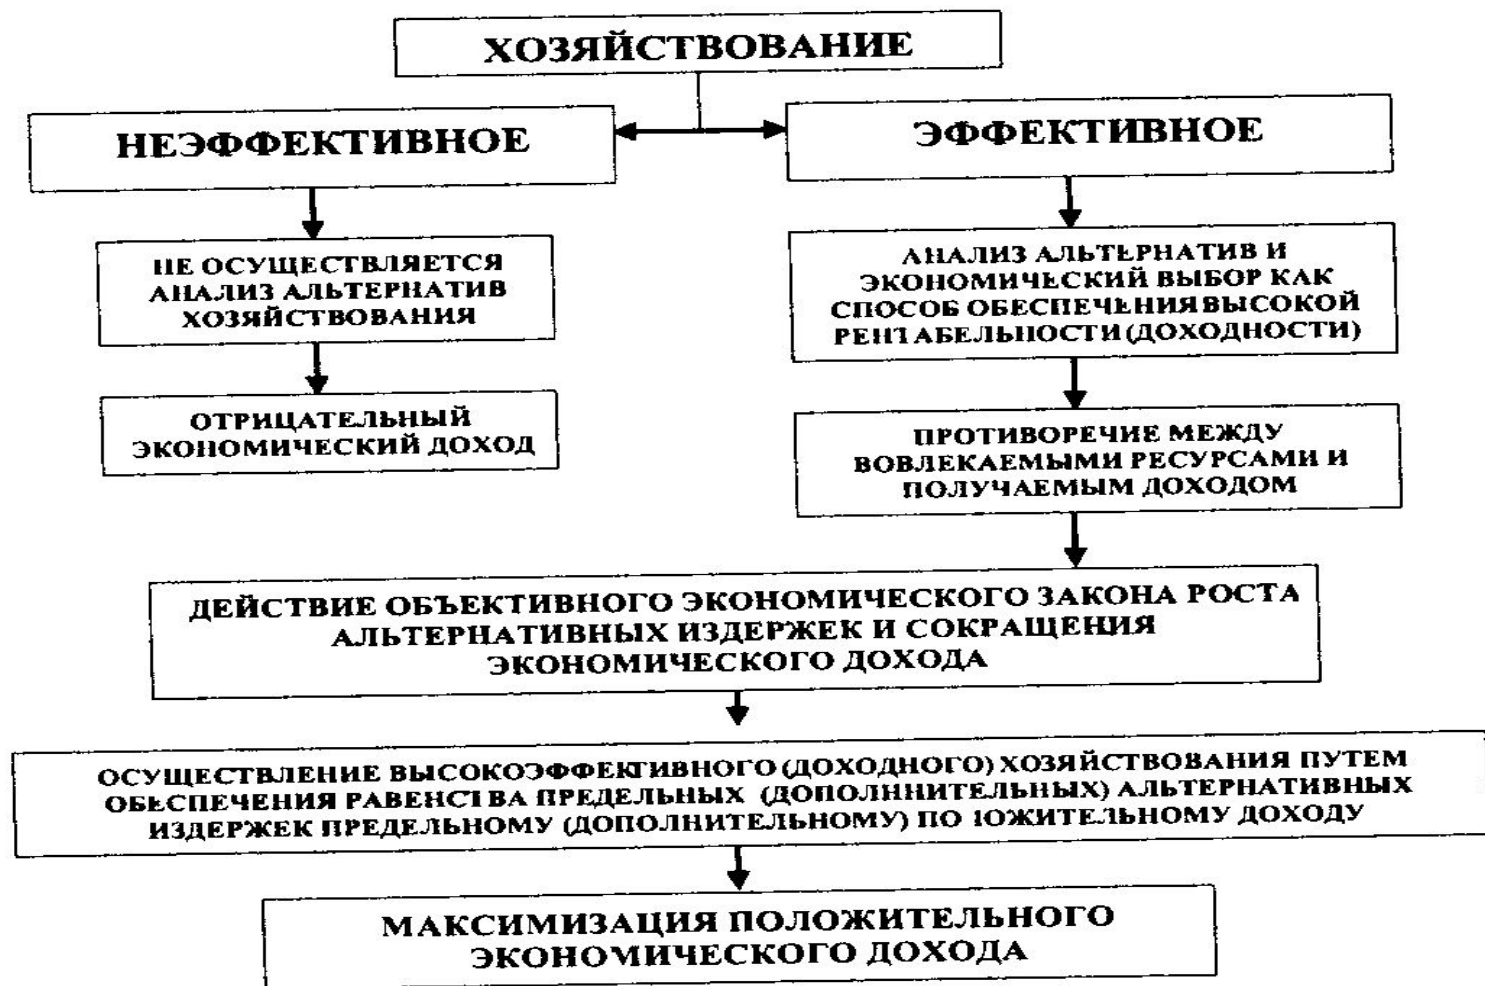 ХОЗЯЙСТВОВАНИЕ
НЕЭФФЕКТИВНОЕ
ЭФФЕКТИВНОЕ
НЕ ОСУЩЕСТВЛЯЕТСЯ
АНАЛИЗ АЛЬТЕРНАТИВ
ХОЗЯЙСТВОВАНИЯ
ОТРИЦАТЕЛЬНЫЙ
ЭКОНОМИЧЕСКИЙ ДОХОД
АНАЛИЗ АЛЬТЕРНАТИВ И
ЭКОНОМИЧЕСКИЙ ВЫБОР КАК
СПОСОБ ОБЕСПЕЧЕНИЯ ВЫСОКОЙ
РЕНТАБЕЛЬНОСТИ (ДОХОДНОСТИ)
ПРОТИВОРЕЧИЕ МЕЖДУ
ВОВЛЕКАЕМЫМИ РЕСУРСАМИ И
ПОЛУЧАЕМЫМ ДОХОДОМ
ДЕЙСТВИЕ ОБЪЕКТИВНОГО ЭКОНОМИЧЕСКОГО ЗАКОНА РОСТА
АЛЬТЕРНАТИВНЫХ ИЗДЕРЖЕК И СОКРАЩЕНИЯ
ЭКОНОМИЧЕСКОГО ДОХОДА
ОСУЩЕСТВЛЕНИЕ ВЫСОКОЭФФЕКТИВНОГО (ДОХОДНОГО) ХОЗЯЙСТВОВАНИЯ ПУТЕМ
ОБЕСПЕЧЕНИЯ РАВЕНСТВА ПРЕДЕЛЬНЫХ (ДОПОЛННИТЕЛЬНЫХ) АЛЬТЕРНАТИВНЫХ
ИЗДЕРЖЕК ПРЕДЕЛЬНОМУ (ДОПОЛНИТЕЛЬНОМУ) ПОЛОЖИТЕЛЬНОМУ ДОХОДУ
МАКСИМИЗАЦИЯ ПОЛОЖИТЕЛЬНОГО
ЭКОНОМИЧЕСКОГО ДОХОДА